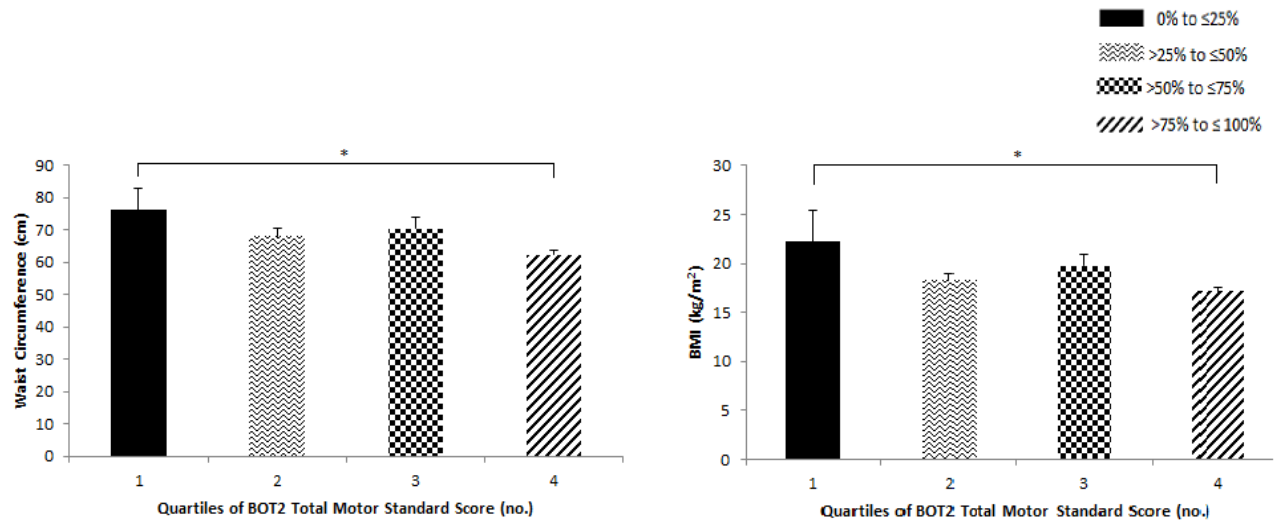 0% to ≤25%
>25% to ≤50%
>50% to ≤75%
>75% to ≤ 100%
*
90
80
70
60
50
40
30
20
10
0
Waist Circumference (cm)
1 2 3 4
Quartiles of BOT2 Total Motor Standard Score (no.)
*
30
25
20
15
10
5
0
BMI (kg/m²)
1 2 3 4
Quartiles of BOT2 Total Motor Standard Score (no.)